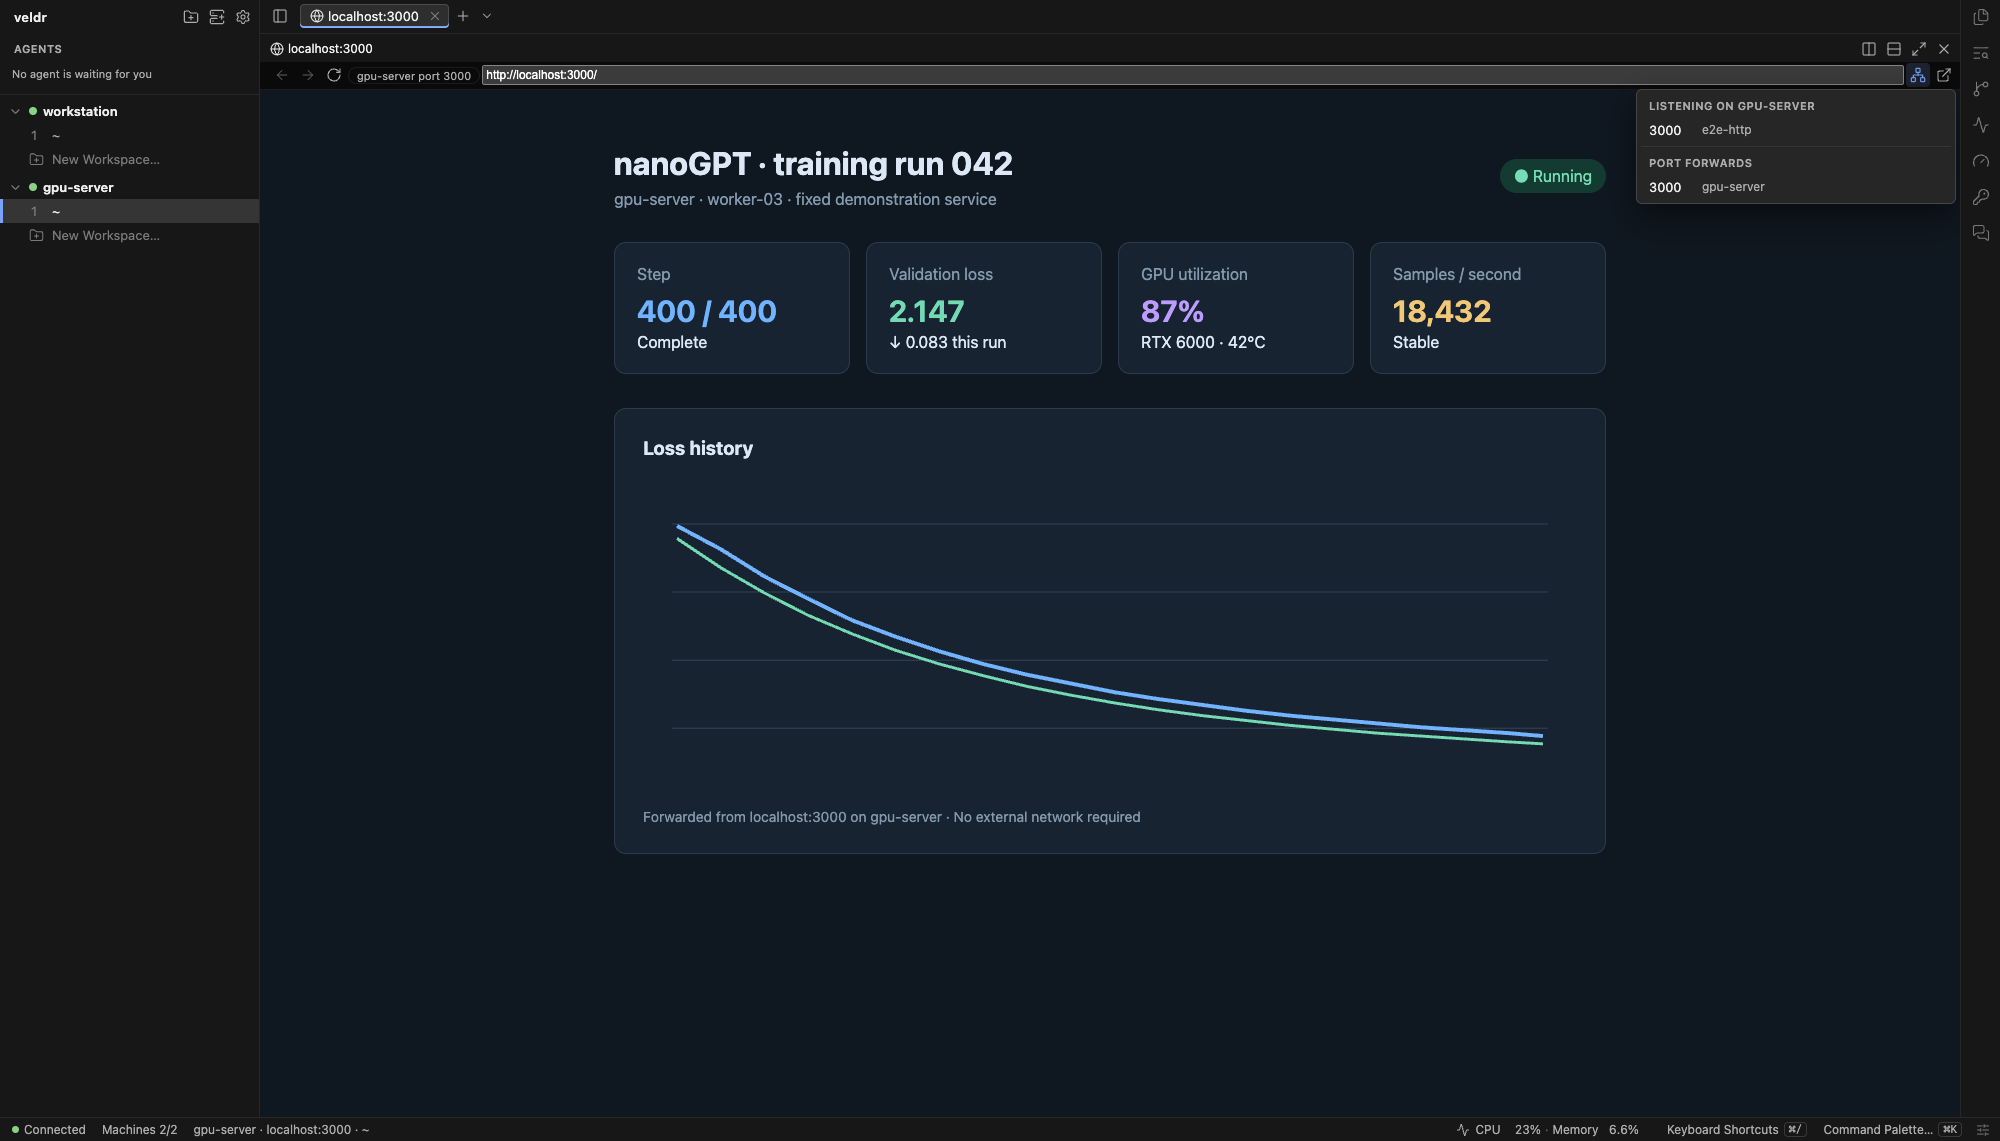 veldr
AGENTS
No agent is waiting for you
workstation
1 ~
New Workspace...
gpu-server
1 ~
New Workspace...
localhost:3000
localhost:3000
gpu-server port 3000 http://localhost:3000/
LISTENING ON GPU-SERVER
3000 e2e-http
PORT FORWARDS
3000 gpu-server
nanoGPT · training run 042
gpu-server · worker-03 · fixed demonstration service
Running
Step
400 / 400
Complete
Validation loss
2.147
↓ 0.083 this run
GPU utilization
87%
RTX 6000 · 42°C
Samples / second
18,432
Stable
Loss history
Forwarded from localhost:3000 on gpu-server · No external network required
Connected Machines 2/2 gpu-server · localhost:3000 · ~ CPU 23% · Memory 6.6% Keyboard Shortcuts ⌘/ Command Palette... ⌘K